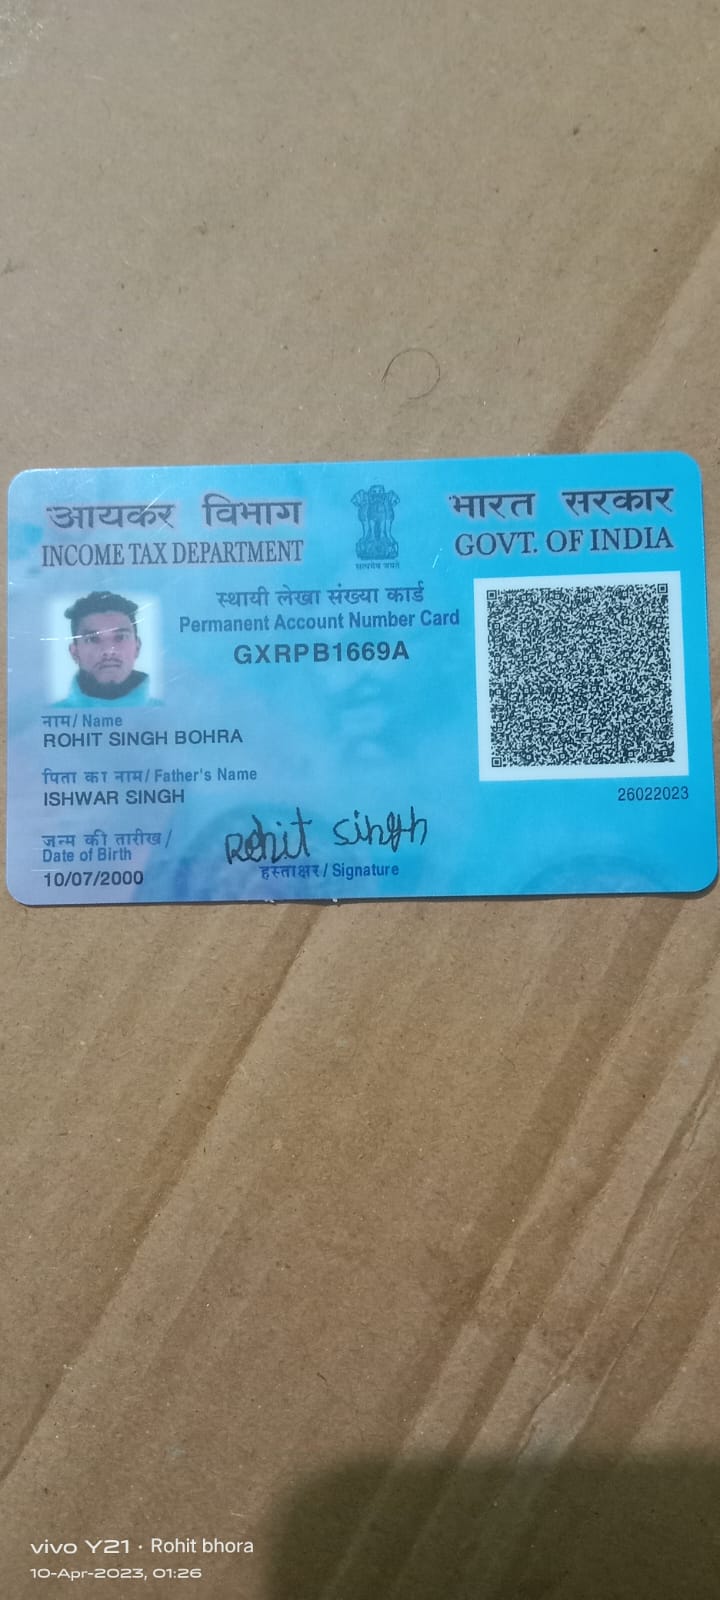 आयकर विभाग
INCOME TAX DEPARTMENT
सत्यमेव जयते
भारत सरकार
GOVT. OF INDIA
स्थायी लेखा संख्या कार्ड
Permanent Account Number Card
GXRPB1669A
नाम/ Name
ROHIT SINGH BOHRA
पिता का नाम/ Father's Name
ISHWAR SINGH
जन्म की तारीख/
Date of Birth
10/07/2000
Rohit Singh
हस्ताक्षर/ Signature
26022023
vivo Y21 · Rohit bhora
10-Apr-2023, 01:26